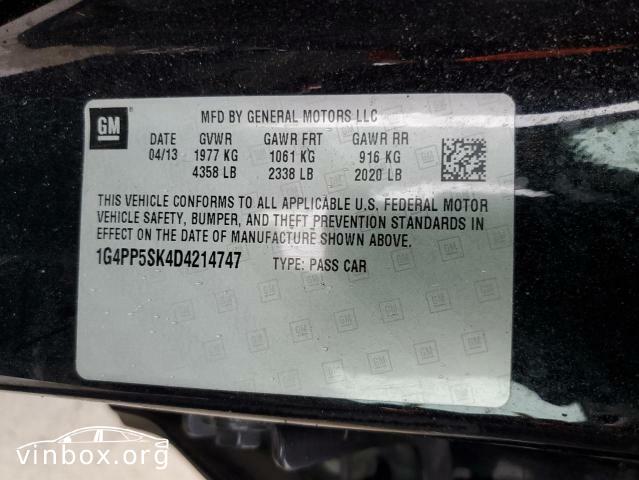 GM
MFD BY GENERAL MOTORS LLC
DATE GVWR GAWR FRT GAWR RR
04/13 1977 KG 1061 KG 916 KG
4358 LB 2338 LB 2020 LB
THIS VEHICLE CONFORMS TO ALL APPLICABLE U.S. FEDERAL MOTOR
VEHICLE SAFETY, BUMPER, AND THEFT PREVENTION STANDARDS IN
EFFECT ON THE DATE OF MANUFACTURE SHOWN ABOVE.
1G4PP5SK4D4214747 TYPE: PASS CAR
vinbox.org